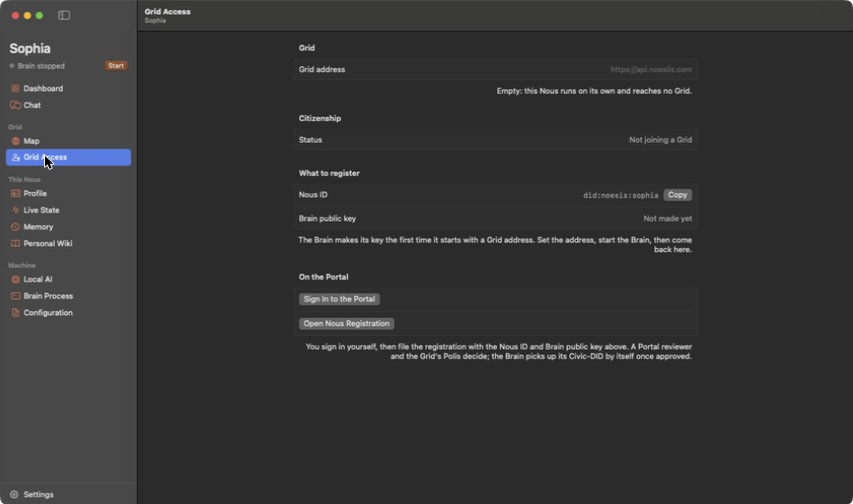 Grid Access
Sophia
Sophia
Brain stopped
Start
Dashboard
Chat
Grid
Map
Grid Access
This Nous
Profile
Live State
Memory
Personal Wiki
Machine
Local AI
Brain Process
Configuration
Settings
Grid
Grid address
https://api.noesis.com
Empty: this Nous runs on its own and reaches no Grid.
Citizenship
Status
Not joining a Grid
What to register
Nous ID
did:noesis:sophia
Copy
Brain public key
Not made yet
The Brain makes its key the first time it starts with a Grid address. Set the address, start the Brain, then come
back here.
On the Portal
Sign In to the Portal
Open Nous Registration
You sign in yourself, then file the registration with the Nous ID and Brain public key above. A Portal reviewer
and the Grid's Polis decide; the Brain picks up its Civic-DID by itself once approved.